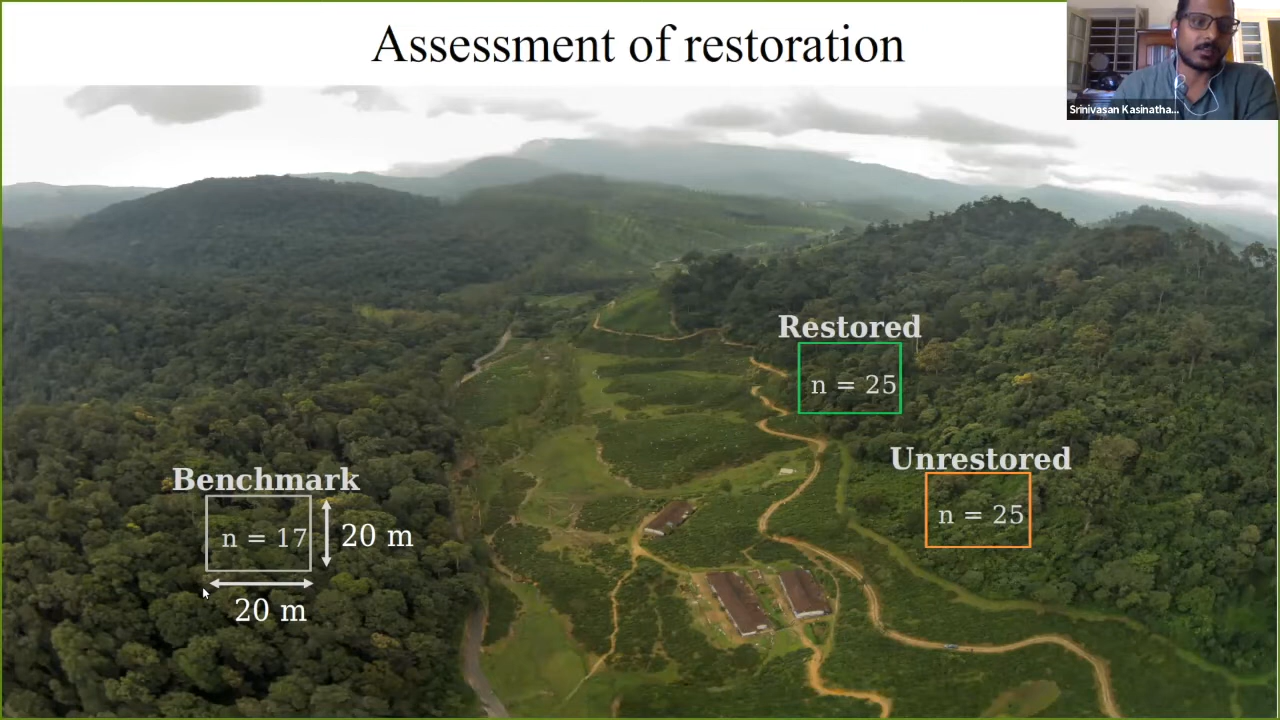 Assessment of restoration
Srinivasan Kasinatha...
Restored
n = 25
Unrestored
n = 25
Benchmark
n = 17
20 m
20 m